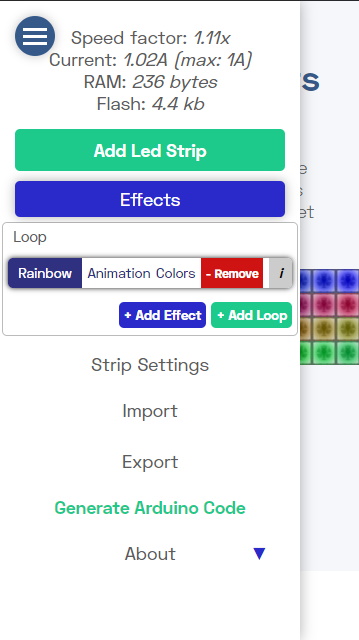 Speed factor: 1.11x
Current: 1.02A (max: 1A)
RAM: 236 bytes
Flash: 4.4 kb
Add Led Strip
Effects
Loop
Rainbow Animation Colors - Remove i
+ Add Effect + Add Loop
Strip Settings
Import
Export
Generate Arduino Code
About ▼